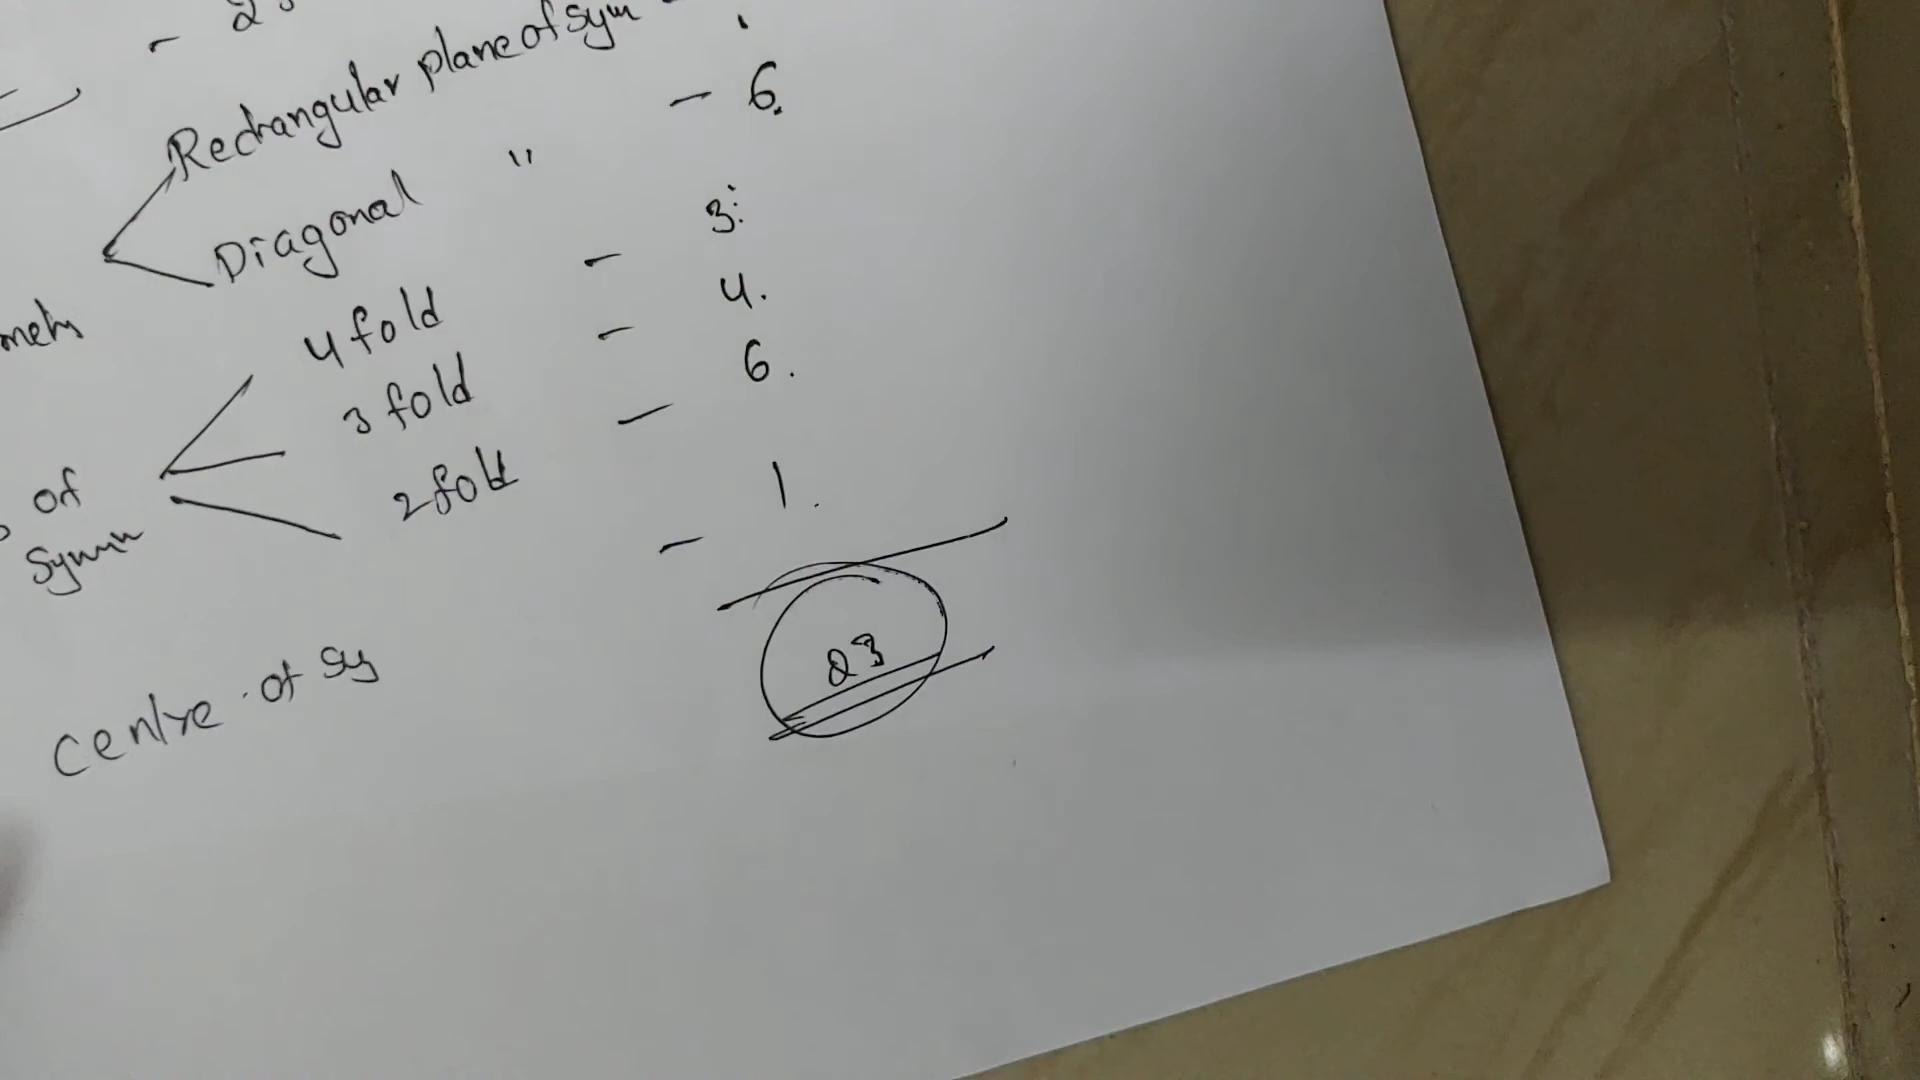 - 23
Rectangular plane of sym
Diagonal " - 6.
4 fold - 3:
3 fold - 4.
2 fold - 6.
of
Symm
Centre of Sy - 1.
23